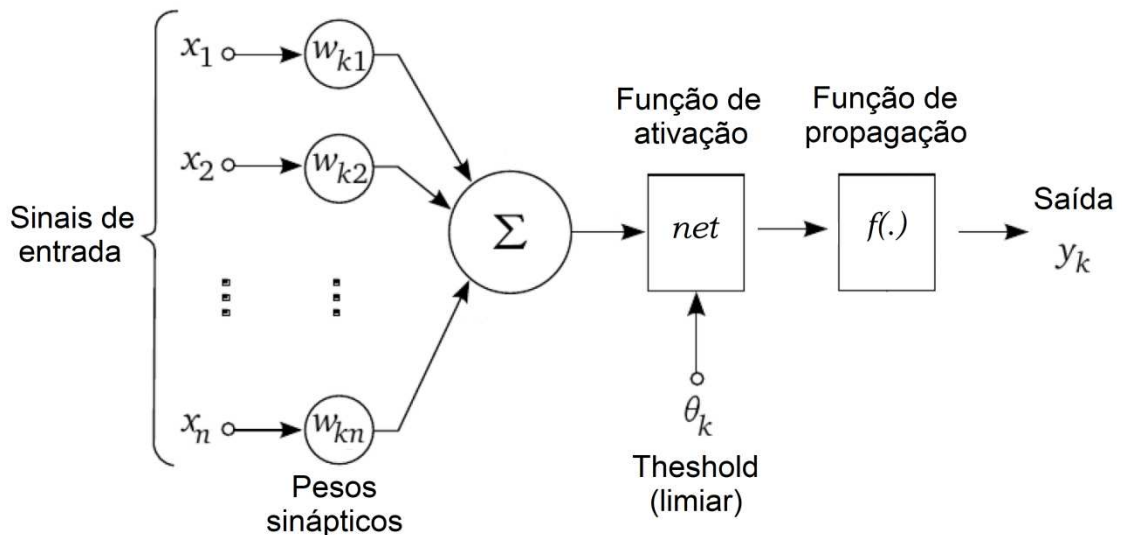 Sinais de
entrada
x1
x2
xn
wk1
wk2
wkn
Pesos
sinápticos
Σ
Função de
ativação
net
θk
Theshold
(limiar)
Função de
propagação
f(.)
Saída
yk